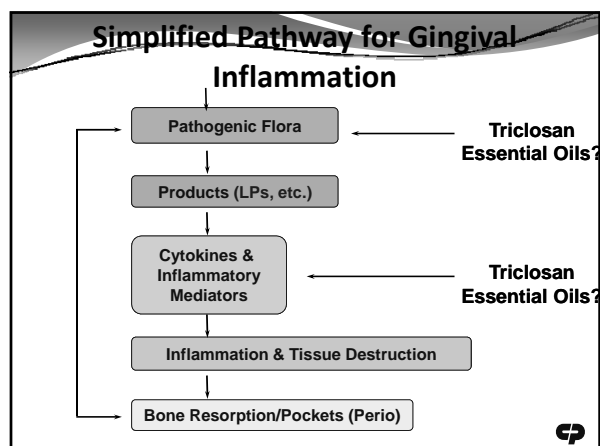 Simplified Pathway for Gingival
Inflammation
Pathogenic Flora
Triclosan
Essential Oils?
Products (LPs, etc.)
Cytokines &
Inflammatory
Mediators
Triclosan
Essential Oils?
Inflammation & Tissue Destruction
Bone Resorption/Pockets (Perio)